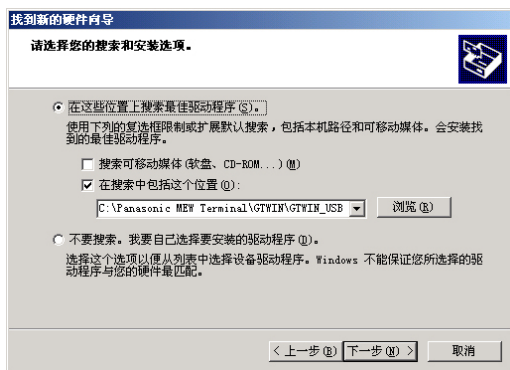 找到新的硬件向导
请选择您的搜索和安装选项。
在这些位置上搜索最佳驱动程序(S)。
使用下列的复选框限制或扩展默认搜索，包括本机路径和可移动媒体。会安装找
到的最佳驱动程序。
搜索可移动媒体(软盘、CD-ROM...)(M)
在搜索中包括这个位置(O):
C:\Panasonic MEW Terminal\GTWIN\GTWIN_USB
浏览(R)
不要搜索。我要自己选择要安装的驱动程序(D)。
选择这个选项以便从列表中选择设备驱动程序。Windows 不能保证您所选择的驱
动程序与您的硬件最匹配。
< 上一步(B) 下一步(N) > 取消